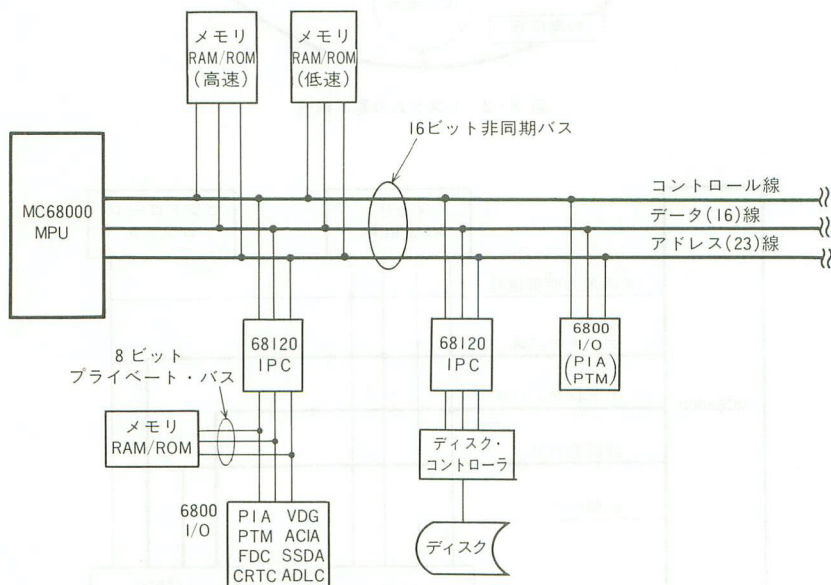 メモリ
RAM/ROM
(高速)
メモリ
RAM/ROM
(低速)
16ビット非同期バス
MC68000
MPU
コントロール線
データ(16)線
アドレス(23)線
68120
IPC
68120
IPC
6800
I/O
(PIA
PTM)
8ビット
プライベート・バス
メモリ
RAM/ROM
ディスク・
コントローラ
6800
I/O
PIA VDG
PTM ACIA
FDC SSDA
CRTC ADLC
ディスク